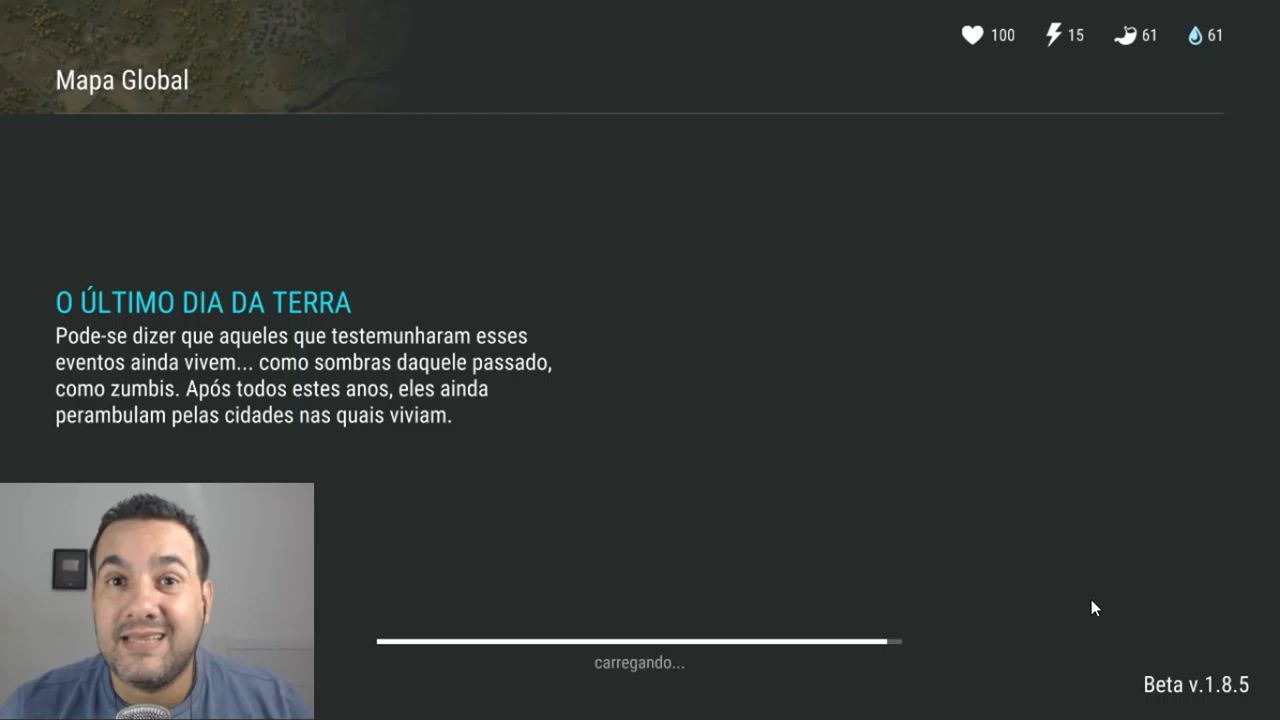 100
15
61
61
Mapa Global
O ÚLTIMO DIA DA TERRA
Pode-se dizer que aqueles que testemunharam esses
eventos ainda vivem... como sombras daquele passado,
como zumbis. Após todos estes anos, eles ainda
perambulam pelas cidades nas quais viviam.
carregando...
Beta v.1.8.5